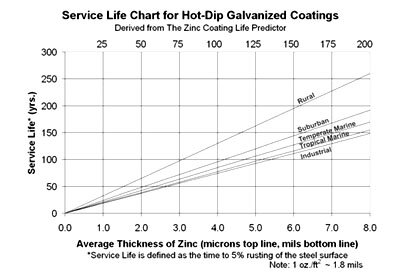 Service Life Chart for Hot-Dip Galvanized Coatings
Derived from The Zinc Coating Life Predictor
25 50 75 100 125 150 175 200
300
250
200
150
100
50
0
Service Life* (yrs.)
Rural
Suburban
Temperate Marine
Tropical Marine
Industrial
0.0 1.0 2.0 3.0 4.0 5.0 6.0 7.0 8.0
Average Thickness of Zinc (microns top line, mils bottom line)
*Service Life is defined as the time to 5% rusting of the steel surface
Note: 1 oz./ft² ~ 1.8 mils